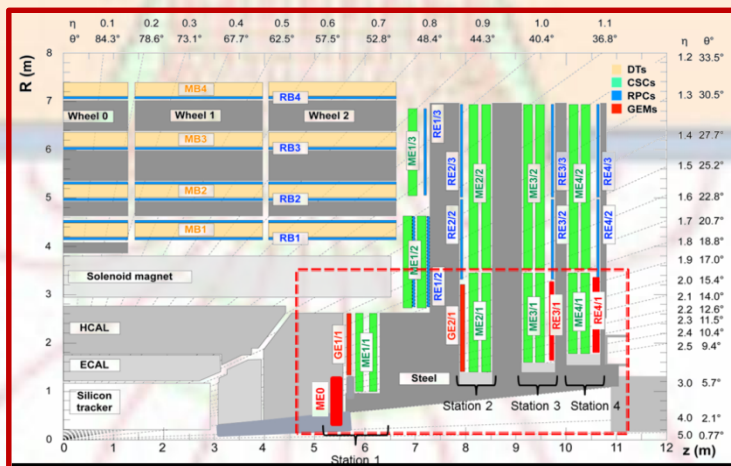 η 0.1 0.2 0.3 0.4 0.5 0.6 0.7 0.8 0.9 1.0 1.1
θ° 84.3° 78.6° 73.1° 67.7° 62.5° 57.5° 52.8° 48.4° 44.3° 40.4° 36.8° η θ°
R (m)
8
7
6
5
4
3
2
1
0
1.2 33.5°
1.3 30.5°
1.4 27.7°
1.5 25.2°
1.6 22.8°
1.7 20.7°
1.8 18.8°
1.9 17.0°
2.0 15.4°
2.1 14.0°
2.2 12.6°
2.3 11.5°
2.4 10.4°
2.5 9.4°
3.0 5.7°
4.0 2.1°
5.0 0.77°
DTs
CSCs
RPCs
GEMs
MB4
RB4
Wheel 0 Wheel 1 Wheel 2
MB3
RB3
MB2
RB2
MB1
RB1
Solenoid magnet
HCAL
ECAL
Silicon
tracker
Steel
ME1/3
RE1/3
RE2/3
ME2/3
ME3/3
RE3/3
ME4/3
RE4/3
ME1/2
RE1/2
RE2/2
ME2/2
ME3/2
RE3/2
ME4/2
RE4/2
ME0
GE1/1
ME1/1
GE2/1
ME2/1
ME3/1
RE3/1
ME4/1
RE4/1
Station 1
Station 2
Station 3
Station 4
0 1 2 3 4 5 6 7 8 9 10 11 12
z (m)